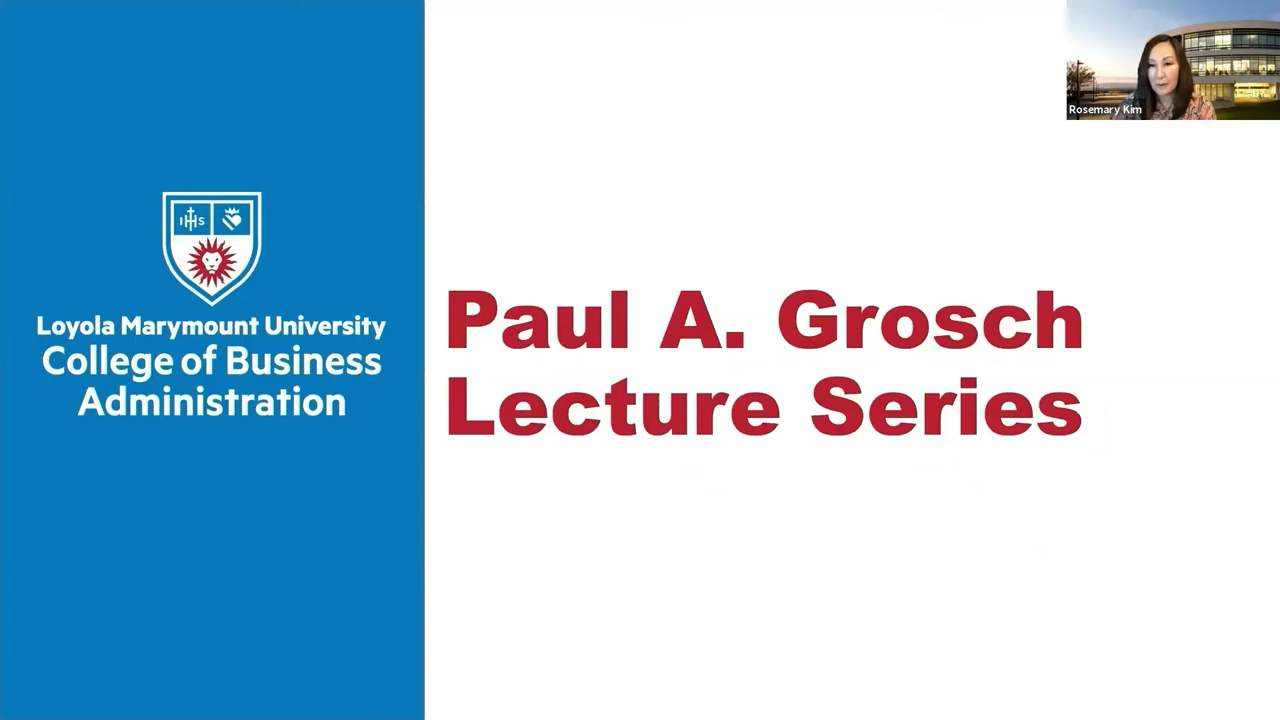 IHS
Loyola Marymount University
College of Business
Administration
Paul A. Grosch
Lecture Series
Rosemary Kim